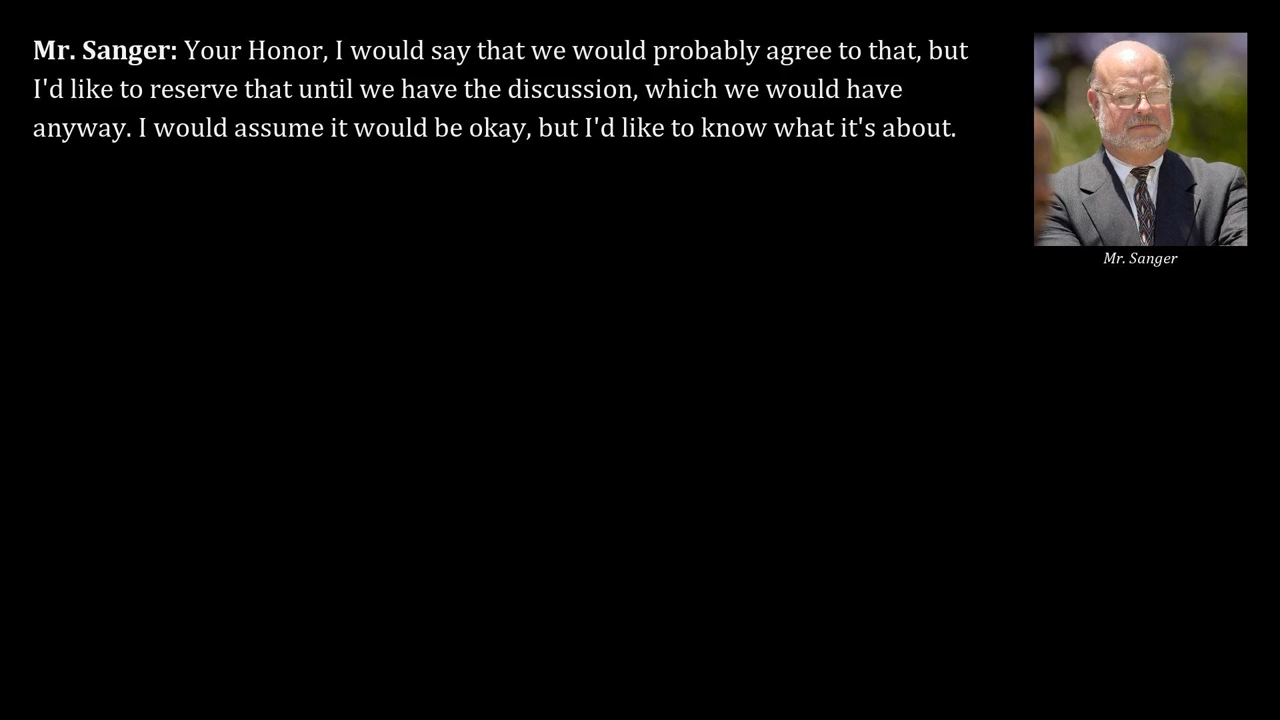 Mr. Sanger: Your Honor, I would say that we would probably agree to that, but
I'd like to reserve that until we have the discussion, which we would have
anyway. I would assume it would be okay, but I'd like to know what it's about.
Mr. Sanger